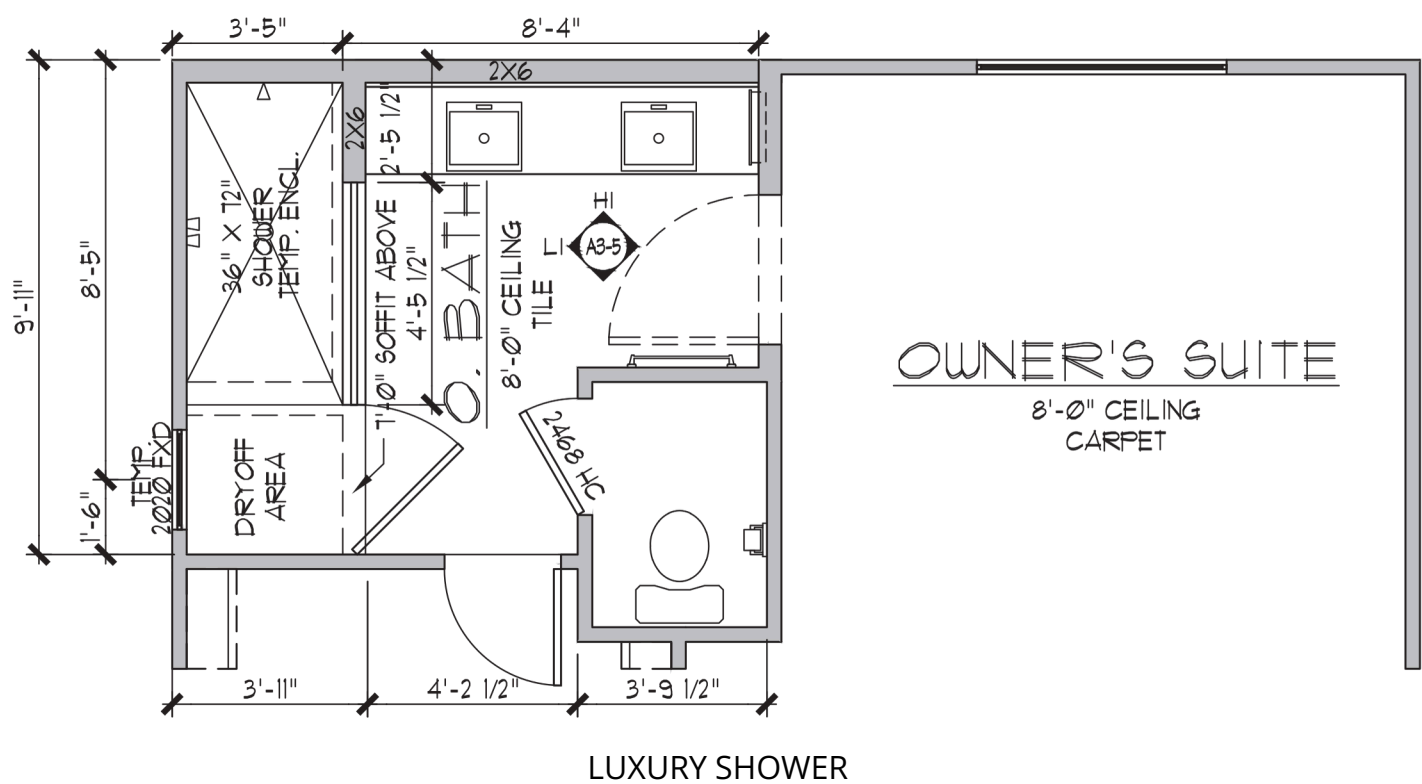 3'-5"
8'-4"
2X6
2X6
2'-5 1/2"
36" X 72"
SHOWER
TEMP. ENCL.
1'-0" SOFFIT ABOVE
4'-5 1/2"
O. BATH
8'-0" CEILING
TILE
H
L
A3-5
9'-11"
8'-5"
1'-6"
TEMP.
2020 FXD
DRYOFF
AREA
2468 HC
OWNER'S SUITE
8'-0" CEILING
CARPET
3'-11"
4'-2 1/2"
3'-9 1/2"
LUXURY SHOWER